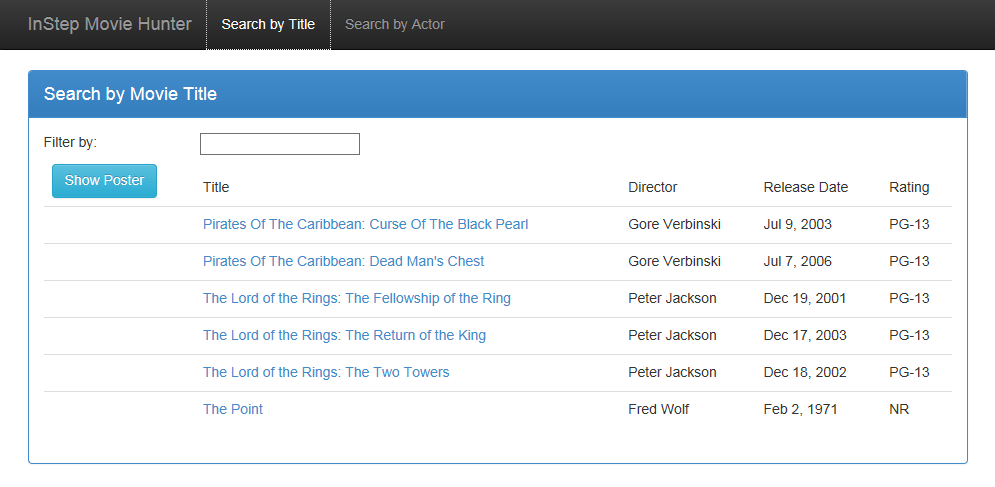 InStep Movie Hunter Search by Title Search by Actor
Search by Movie Title
Filter by:
Show Poster Title Director Release Date Rating
Pirates Of The Caribbean: Curse Of The Black Pearl Gore Verbinski Jul 9, 2003 PG-13
Pirates Of The Caribbean: Dead Man's Chest Gore Verbinski Jul 7, 2006 PG-13
The Lord of the Rings: The Fellowship of the Ring Peter Jackson Dec 19, 2001 PG-13
The Lord of the Rings: The Return of the King Peter Jackson Dec 17, 2003 PG-13
The Lord of the Rings: The Two Towers Peter Jackson Dec 18, 2002 PG-13
The Point Fred Wolf Feb 2, 1971 NR